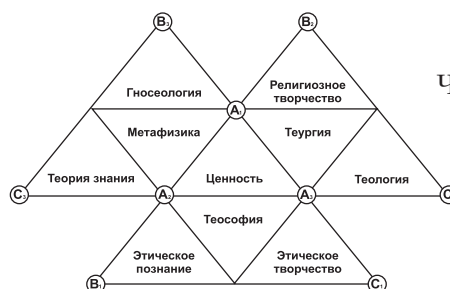 B₃ B₂
Ч
Гносеология Религиозное
творчество
A₁
Метафизика Теургия
Теория знания Ценность Теология
C₃ A₂ A₃ C
Теософия
Этическое Этическое
познание творчество
B₁ C₁